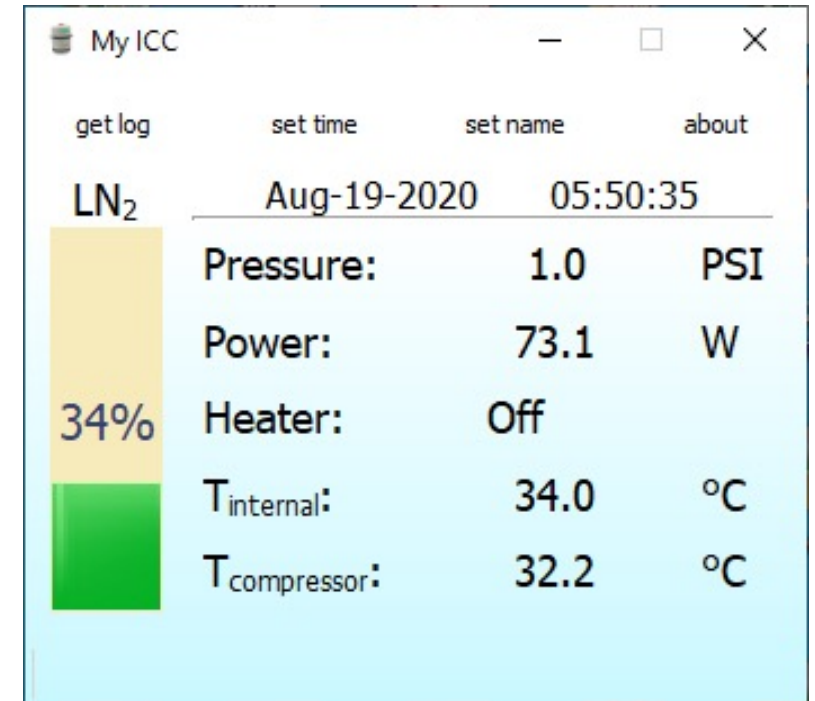 My ICC
get log set time set name about
LN₂ Aug-19-2020 05:50:35
Pressure: 1.0 PSI
Power: 73.1 W
34% Heater: Off
Tinternal: 34.0 °C
Tcompressor: 32.2 °C